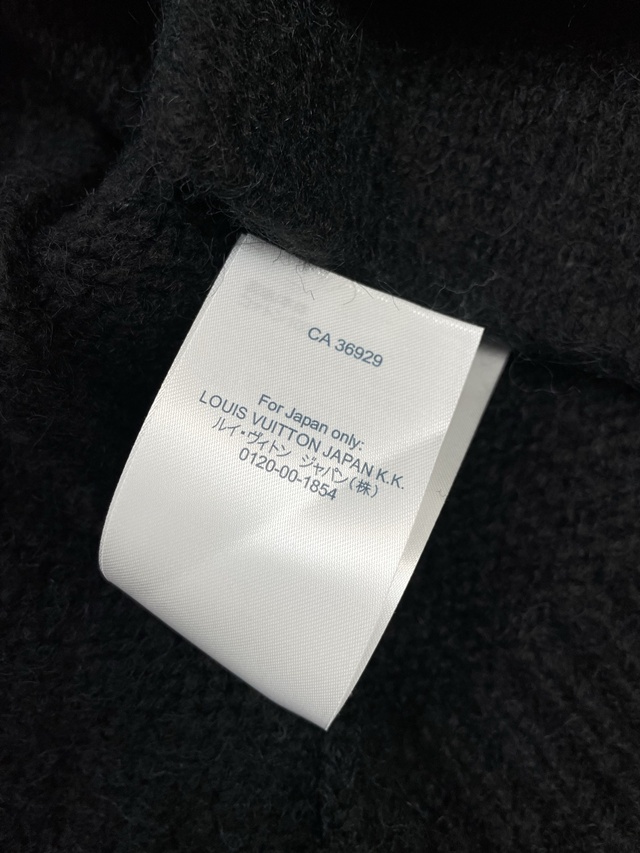 CA 36929
For Japan only:
LOUIS VUITTON JAPAN K.K.
ルイ・ヴィトン ジャパン(株)
0120-00-1854